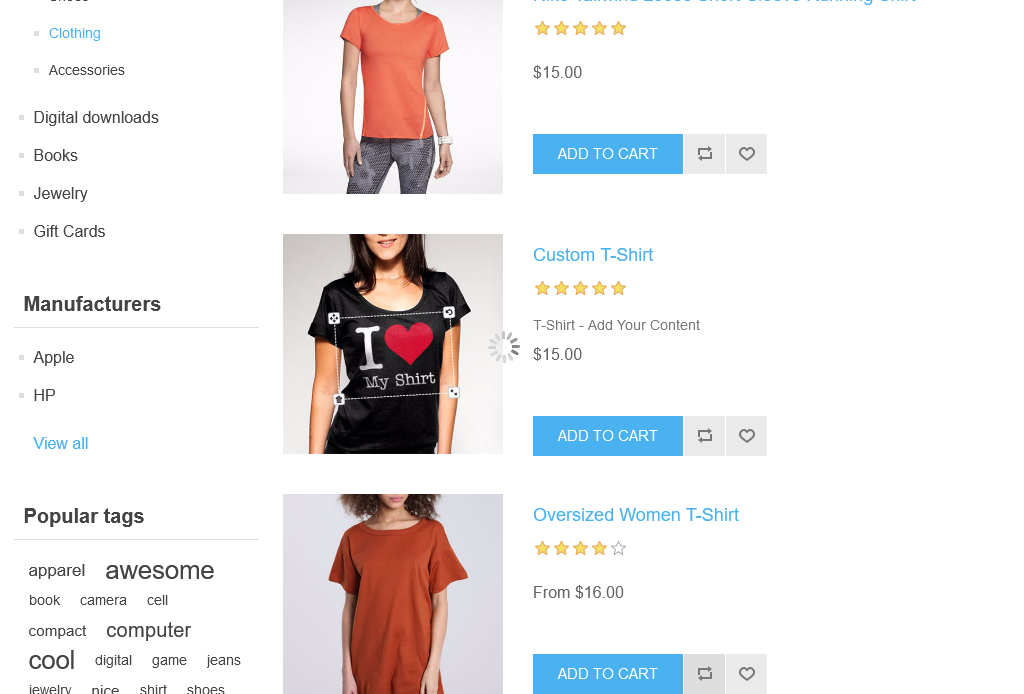 Clothing
Accessories
Digital downloads
Books
Jewelry
Gift Cards
Manufacturers
Apple
HP
View all
Popular tags
apparel awesome
book camera cell
compact computer
cool digital game jeans
jewelry nice shirt shoes
$15.00
ADD TO CART
I
My Shirt
Custom T-Shirt
T-Shirt - Add Your Content
$15.00
ADD TO CART
Oversized Women T-Shirt
From $16.00
ADD TO CART